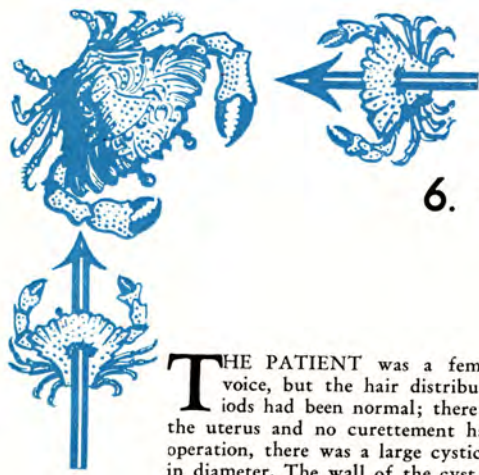 6.
THE PATIENT was a fem
voice, but the hair distribu
iods had been normal; there
the uterus and no curettement h
operation, there was a large cystic
in diameter. The wall of the cyst